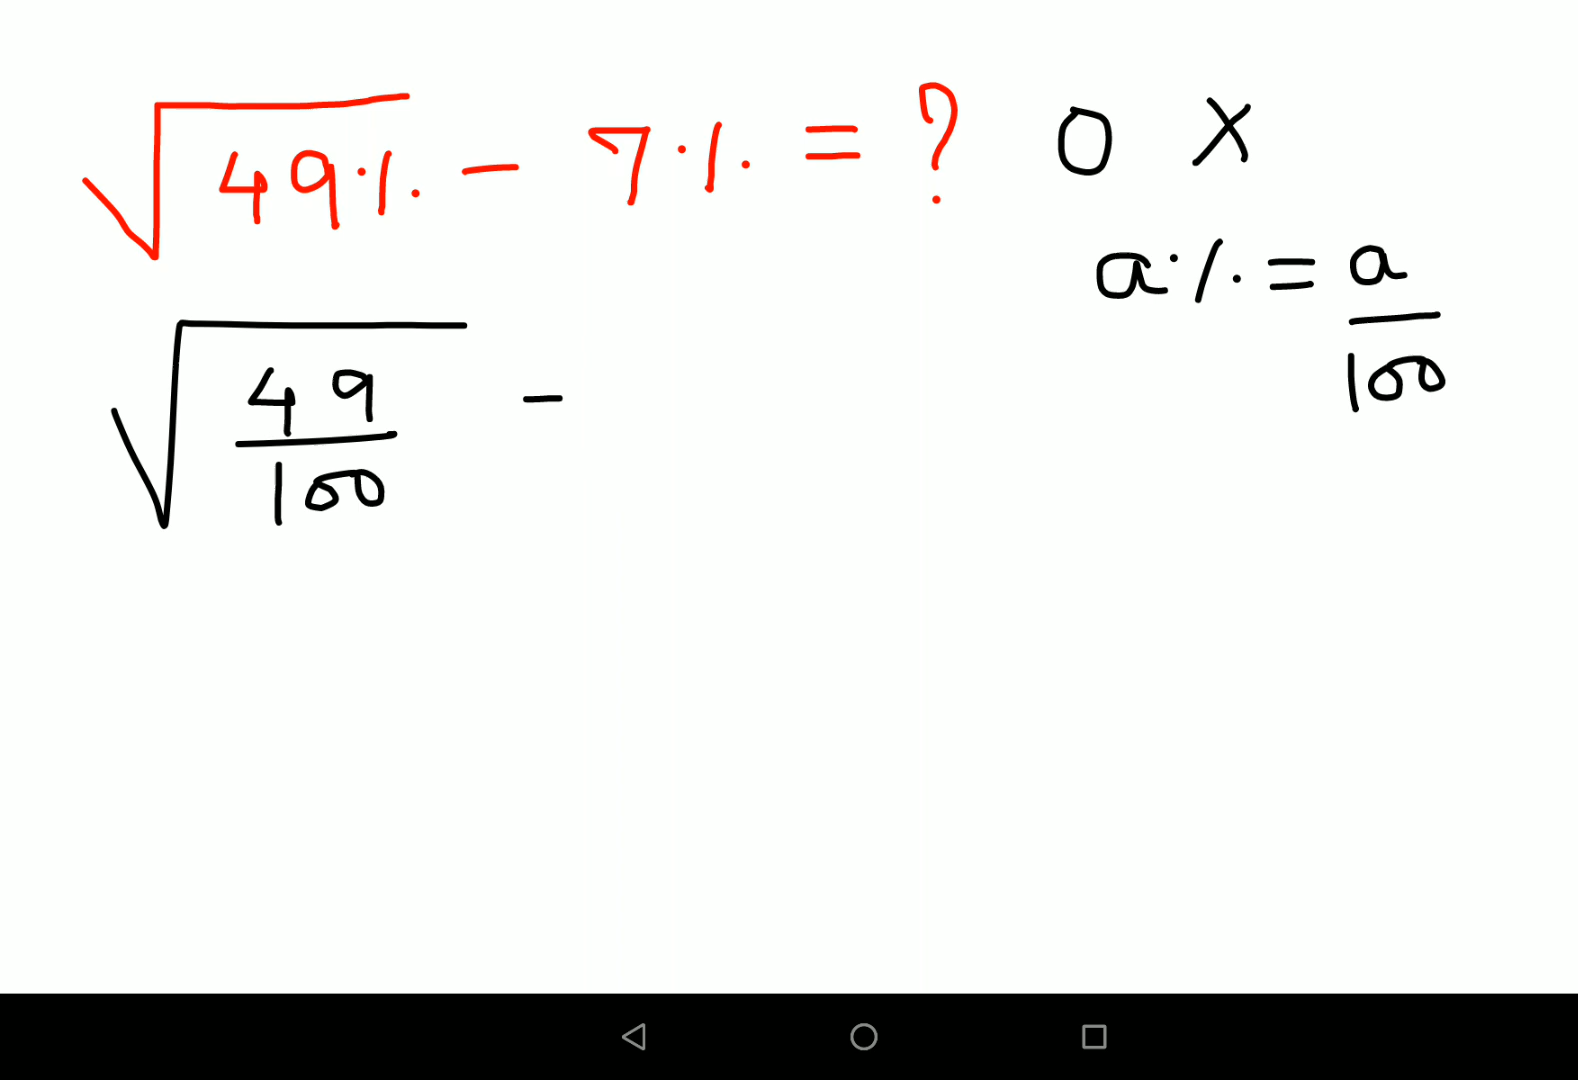 √49% - 7% = ? 0 X
a% = a/100
√49/100 -